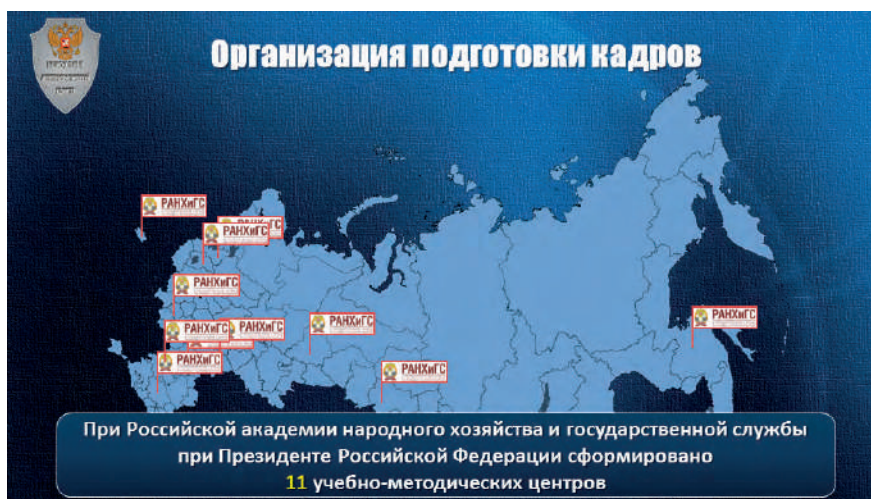 Организация подготовки кадров
РАНХиГС
РАНХиГС
РАНХиГС
РАНХиГС
РАНХиГС
РАНХиГС
РАНХиГС
РАНХиГС
РАНХиГС
РАНХиГС
При Российской академии народного хозяйства и государственной службы
при Президенте Российской Федерации сформировано
11 учебно-методических центров